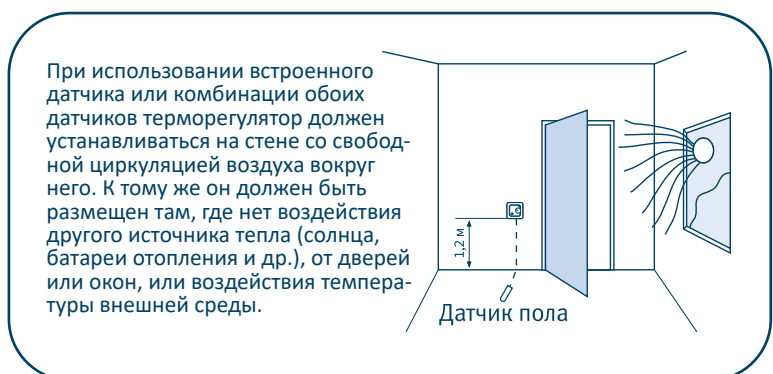 При использовании встроенного
датчика или комбинации обоих
датчиков терморегулятор должен
устанавливаться на стене со свобод-
ной циркуляцией воздуха вокруг
него. К тому же он должен быть
размещен там, где нет воздействия
другого источника тепла (солнца,
батареи отопления и др.), от дверей
или окон, или воздействия темпера-
туры внешней среды.
1,2 м
Датчик пола